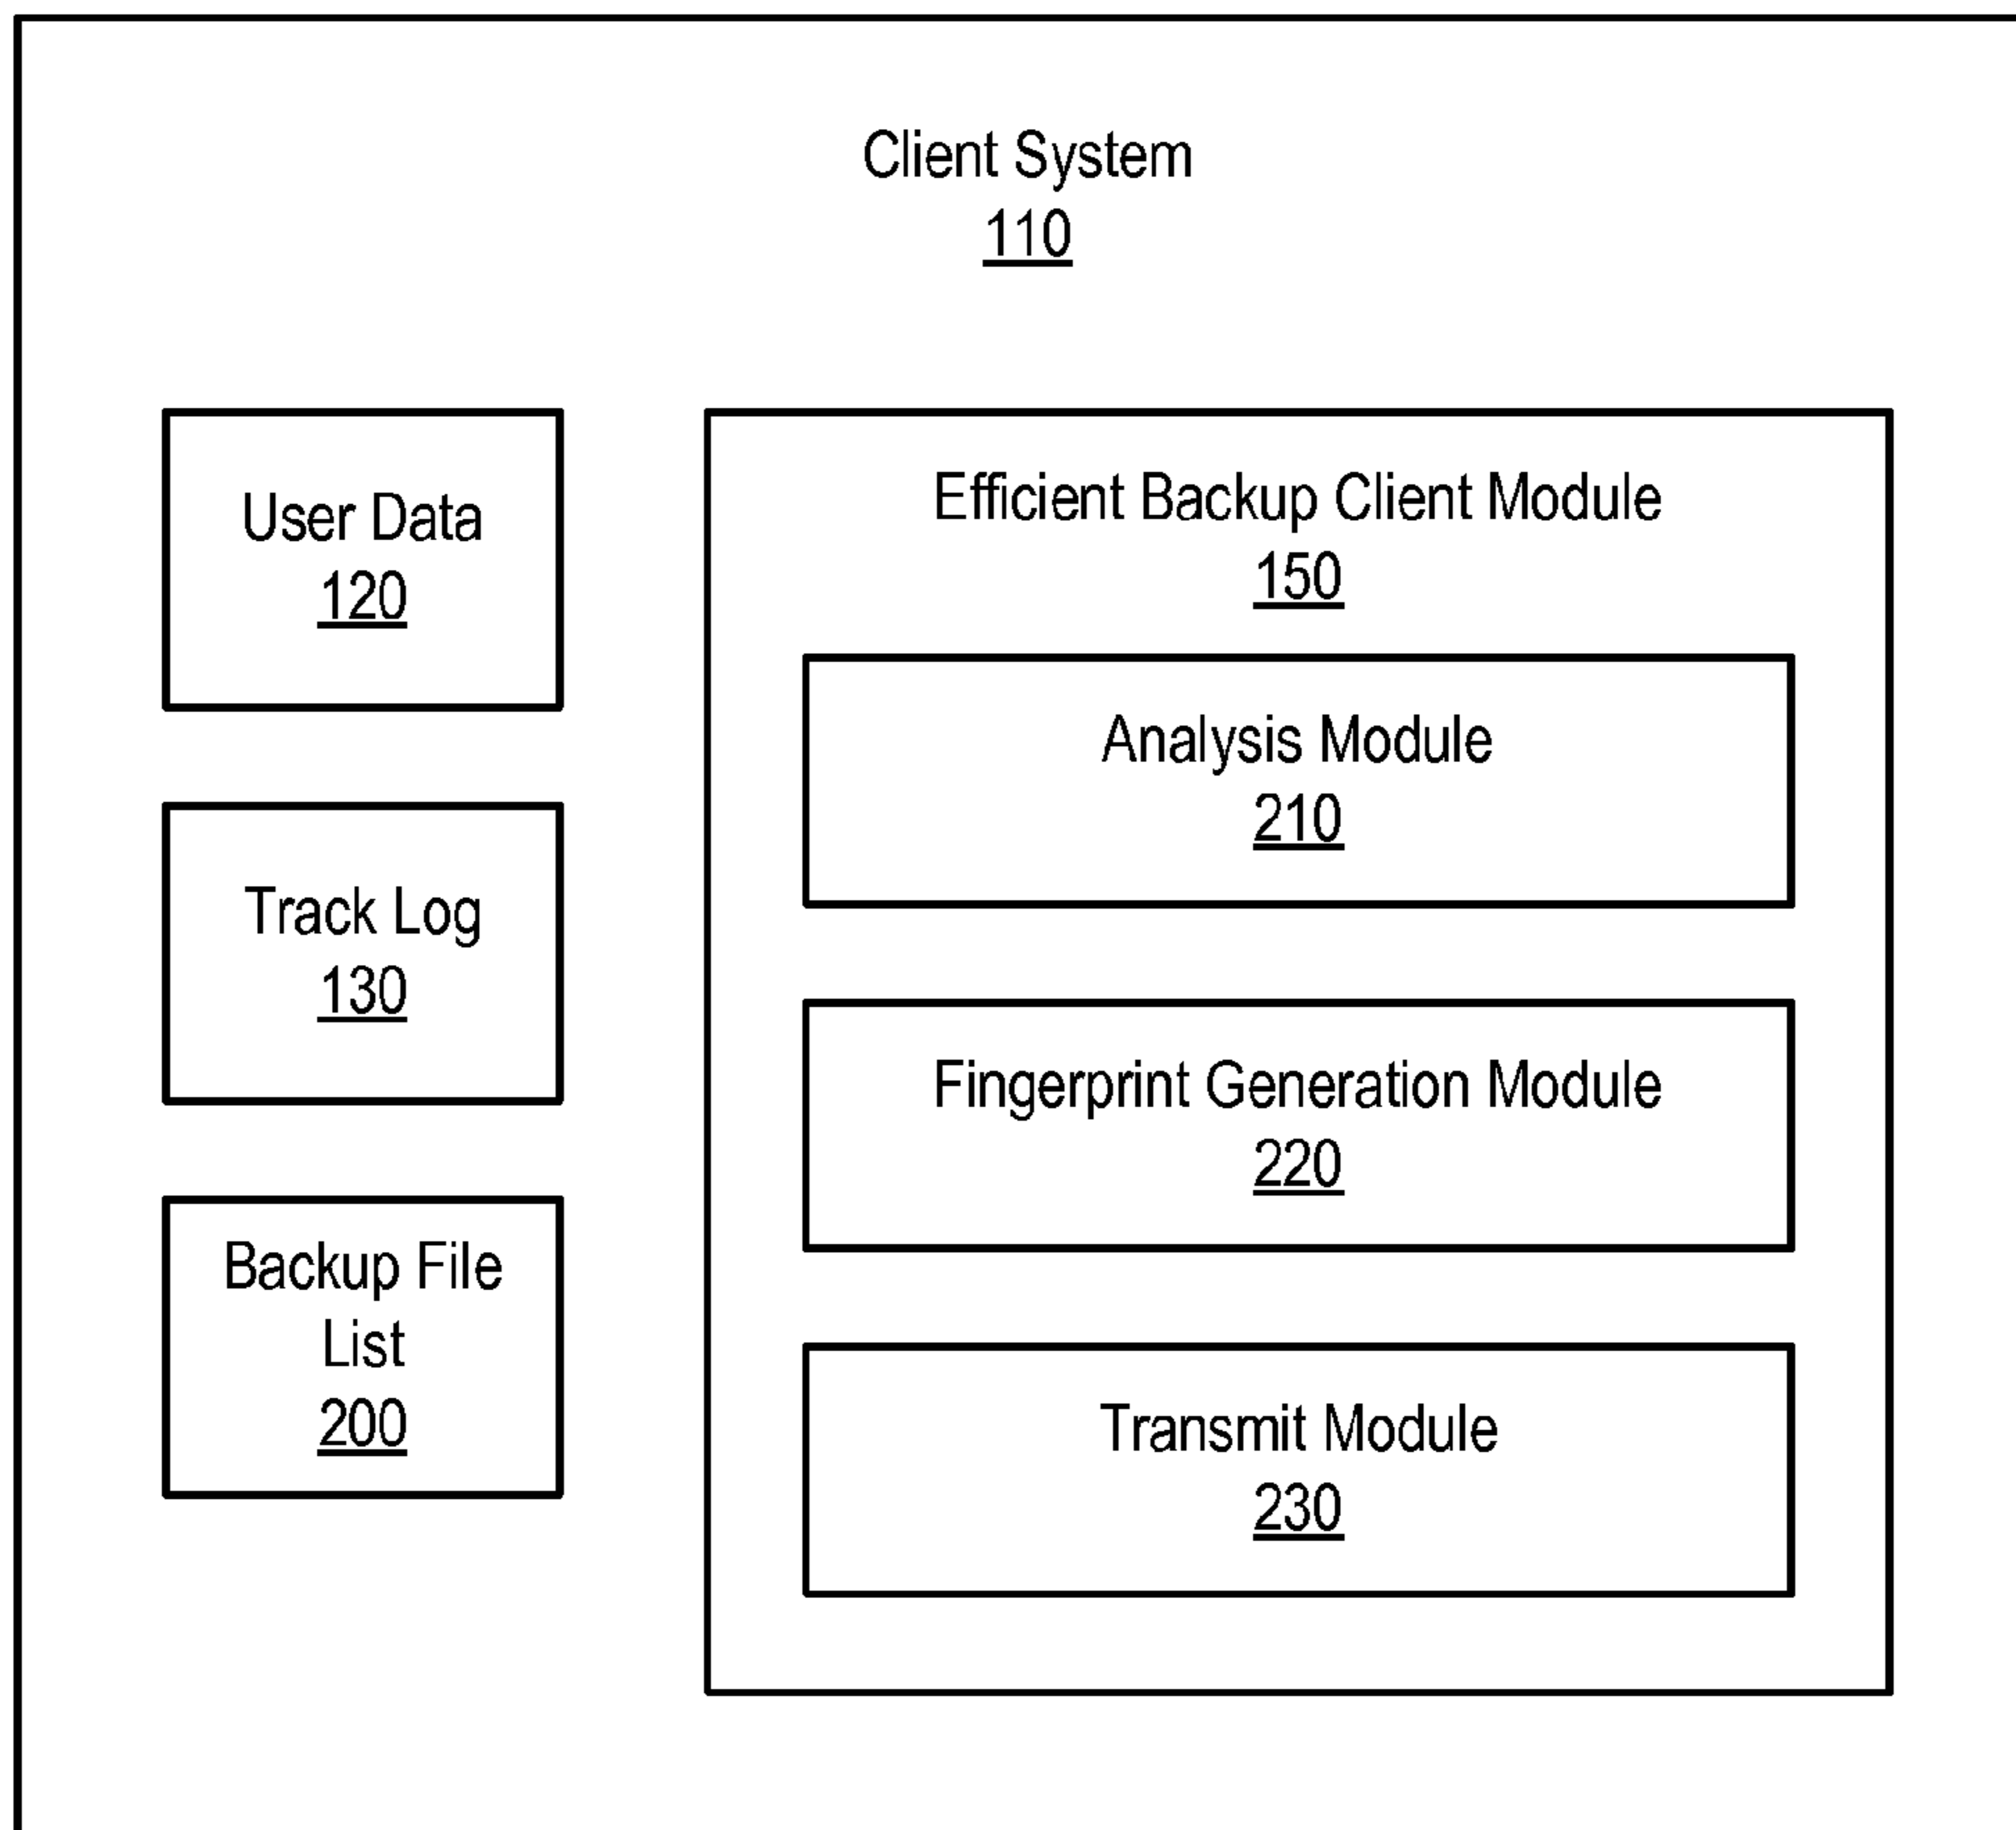 Client System
110
User Data
120
Track Log
130
Backup File
List
200
Efficient Backup Client Module
150
Analysis Module
210
Fingerprint Generation Module
220
Transmit Module
230